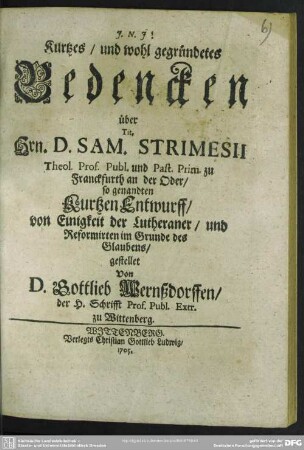 J. N. J!
Kurtzes/ und wohl gegründetes
Bedencken
über
Tit.
Hrn. D. SAM. STRIMESII
Theol. Prof. Publ. und Past. Prim. zu
Franckfurth an der Oder/
so genandten
Kurtzen Entwurff/
von Einigkeit der Lutheraner/ und
Reformirten im Grunde des
Glaubens/
gestellet
Von
D. Gottlieb Wernßdorffen/
der H. Schrifft Prof. Publ. Extr.
zu Wittenberg.
WITTENBERG.
Verlegts Christian Gottlieb Ludwig/
1705.
DFG